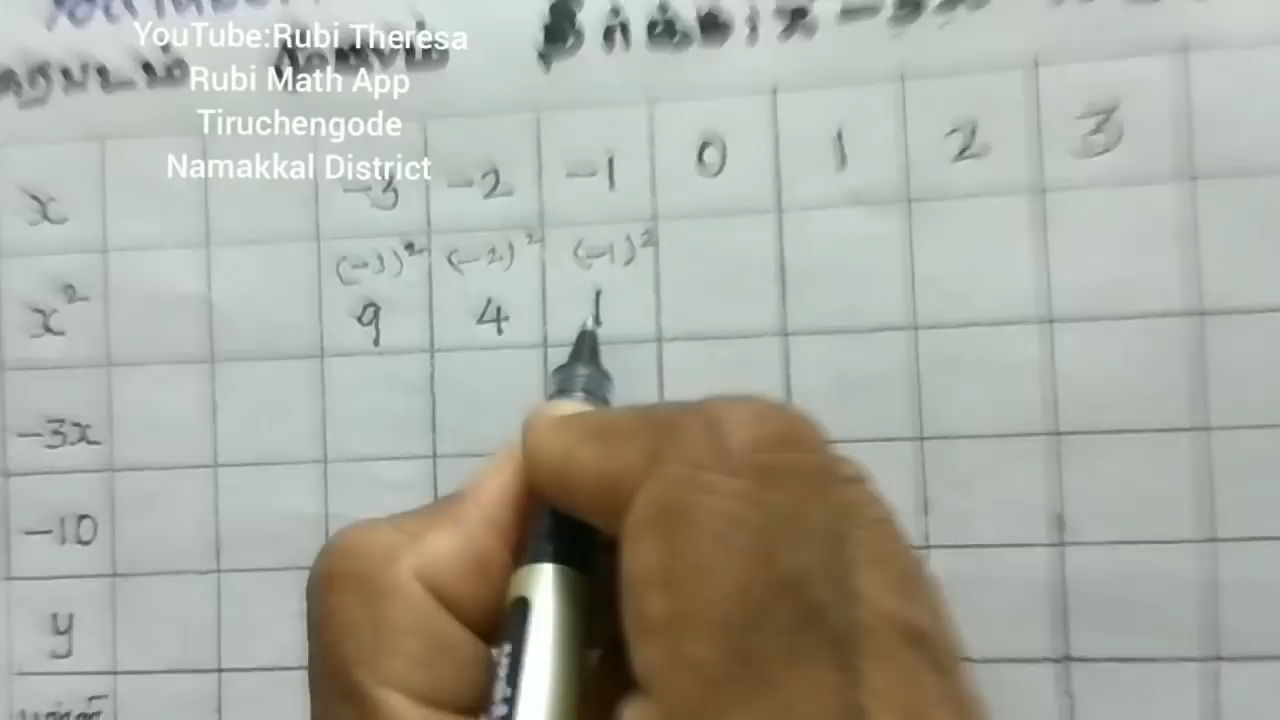 YouTube:Rubi Theresa
Rubi Math App
Tiruchengode
Namakkal District
x -3 -2 -1 0 1 2 3
(-3)² (-2)² (-1)²
x² 9 4 1
-3x
-10
y